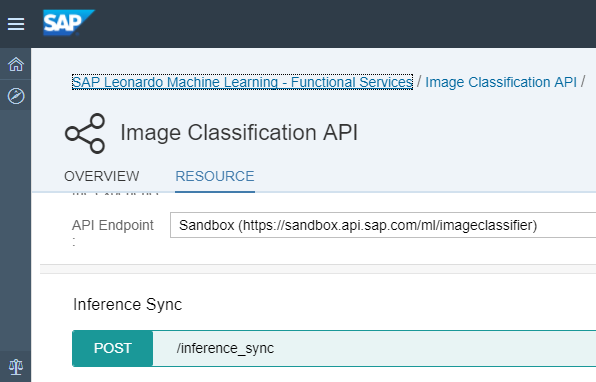 SAP
SAP Leonardo Machine Learning - Functional Services / Image Classification API /
Image Classification API
OVERVIEW RESOURCE
API Endpoint : Sandbox (https://sandbox.api.sap.com/ml/imageclassifier)
Inference Sync
POST /inference_sync